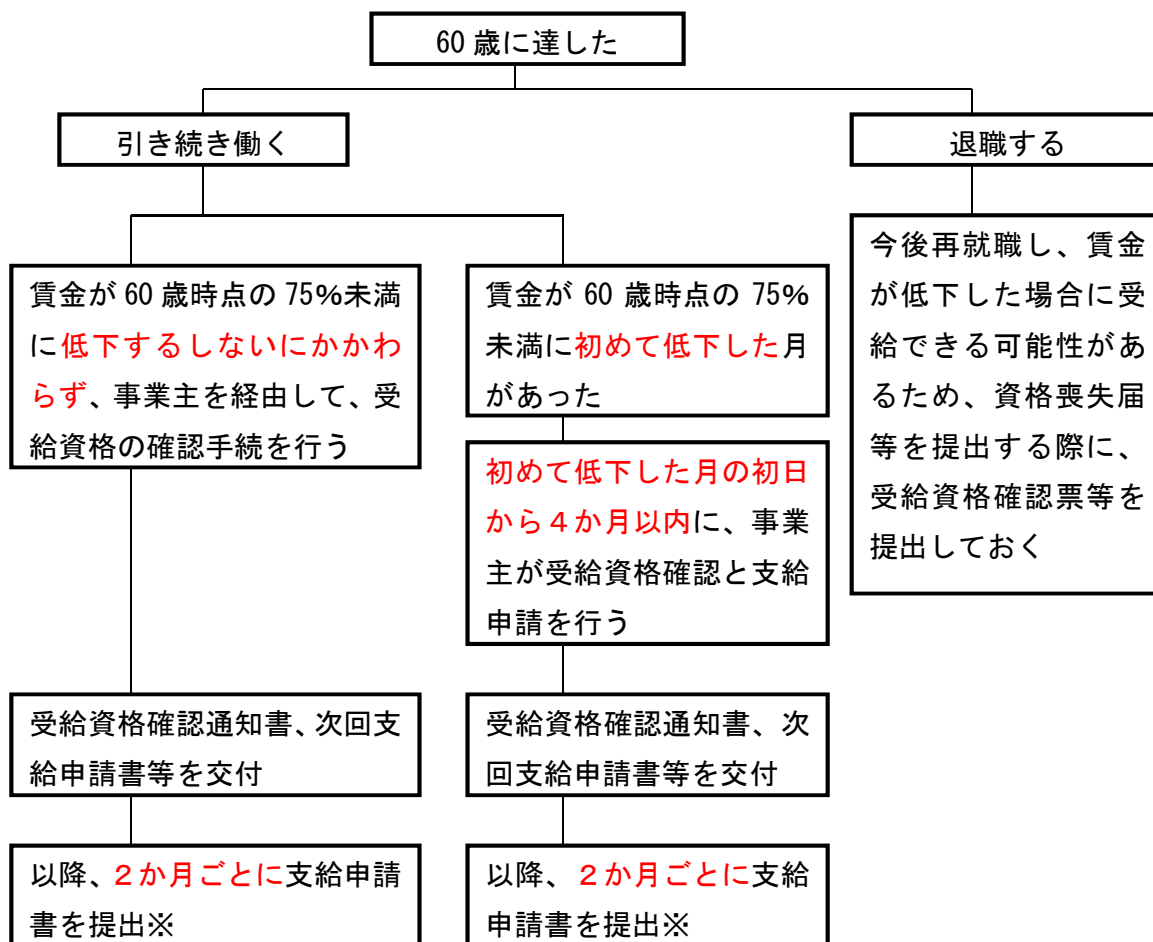 60歳に達した
引き続き働く
退職する
賃金が60歳時点の75%未満
に低下するしないにかかわ
らず、事業主を経由して、受
給資格の確認手続を行う
賃金が60歳時点の75%
未満に初めて低下した月
があった
初めて低下した月の初日
から４か月以内に、事業
主が受給資格確認と支給
申請を行う
今後再就職し、賃金
が低下した場合に受
給できる可能性があ
るため、資格喪失届
等を提出する際に、
受給資格確認票等を
提出しておく
受給資格確認通知書、次回支
給申請書等を交付
受給資格確認通知書、次
回支給申請書等を交付
以降、２か月ごとに支給申請
書を提出※
以降、２か月ごとに支給
申請書を提出※